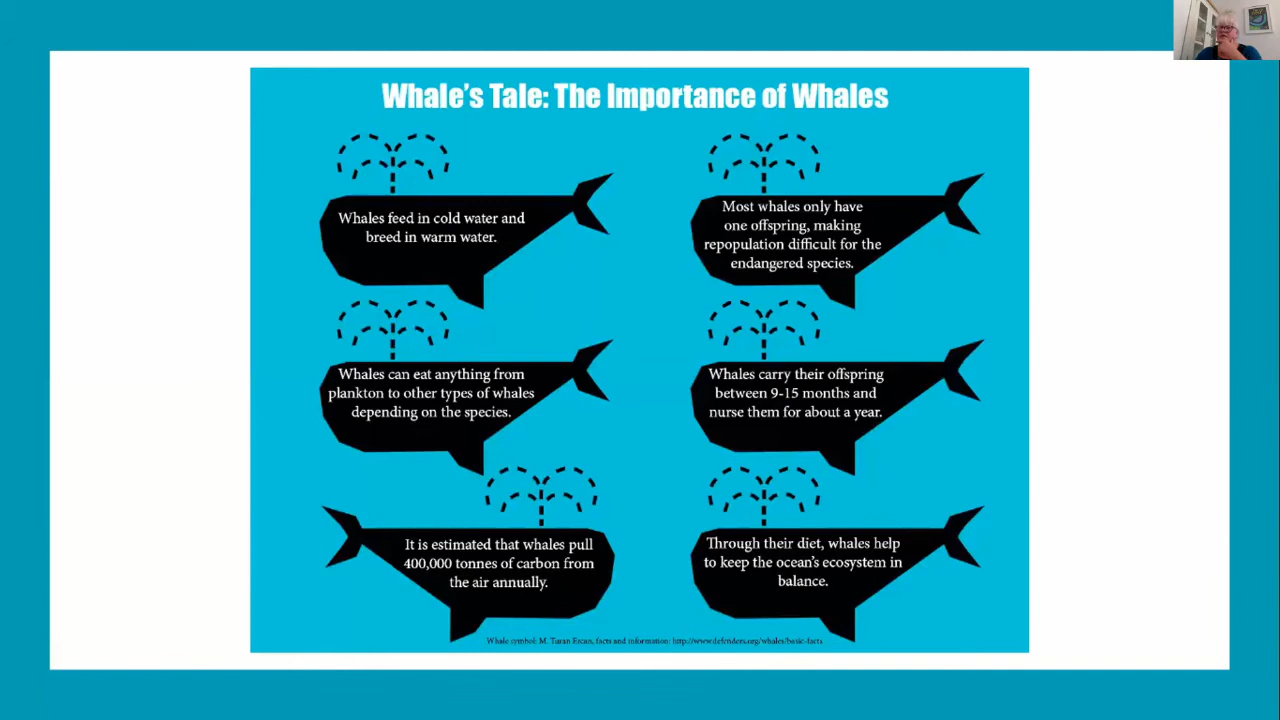 Whale's Tale: The Importance of Whales
Whales feed in cold water and
breed in warm water.
Most whales only have
one offspring, making
repopulation difficult for the
endangered species.
Whales can eat anything from
plankton to other types of whales
depending on the species.
Whales carry their offspring
between 9-15 months and
nurse them for about a year.
It is estimated that whales pull
400,000 tonnes of carbon from
the air annually.
Through their diet, whales help
to keep the ocean's ecosystem in
balance.
Whale symbol: M. Turan Ercan, facts and information: http://www.defenders.org/whales/basic-facts